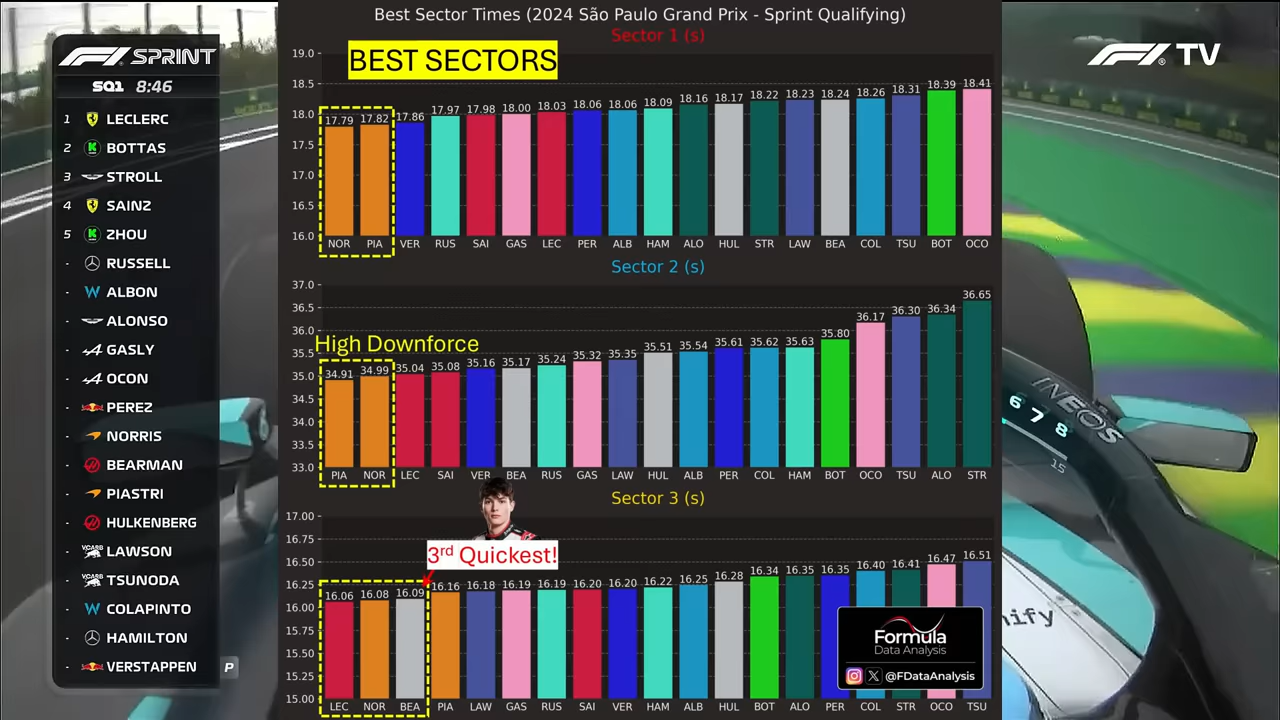 F1 SPRINT
SQ1 8:46
1 LECLERC
2 BOTTAS
3 STROLL
4 SAINZ
5 ZHOU
- RUSSELL
- ALBON
- ALONSO
- GASLY
- OCON
- PEREZ
- NORRIS
- BEARMAN
- PIASTRI
- HULKENBERG
- LAWSON
- TSUNODA
- COLAPINTO
- HAMILTON
- VERSTAPPEN P
Best Sector Times (2024 São Paulo Grand Prix - Sprint Qualifying)
Sector 1 (s)
BEST SECTORS
19.0
18.5
18.0
17.5
17.0
16.5
16.0
17.79 17.82 17.86 17.97 17.98 18.00 18.03 18.06 18.06 18.09 18.16 18.17 18.22 18.23 18.24 18.26 18.31 18.39 18.41
NOR PIA VER RUS SAI GAS LEC PER ALB HAM ALO HUL STR LAW BEA COL TSU BOT OCO
Sector 2 (s)
High Downforce
37.0
36.5
36.0
35.5
35.0
34.5
34.0
33.5
33.0
34.91 34.99 35.04 35.08 35.16 35.17 35.24 35.32 35.35 35.51 35.54 35.61 35.62 35.63 35.80 36.17 36.30 36.34 36.65
PIA NOR LEC SAI VER BEA RUS GAS LAW HUL ALB PER COL HAM BOT OCO TSU ALO STR
Sector 3 (s)
3rd Quickest!
17.00
16.75
16.50
16.25
16.00
15.75
15.50
15.25
15.00
16.06 16.08 16.09 16.16 16.18 16.19 16.19 16.20 16.20 16.22 16.25 16.28 16.34 16.35 16.35 16.40 16.41 16.47 16.51
LEC NOR BEA PIA LAW GAS RUS SAI VER HAM ALB HUL BOT ALO PER COL STR OCO TSU
Formula
Data Analysis
@FDataAnalysis
F1 TV
INEOS
6 7 8
15